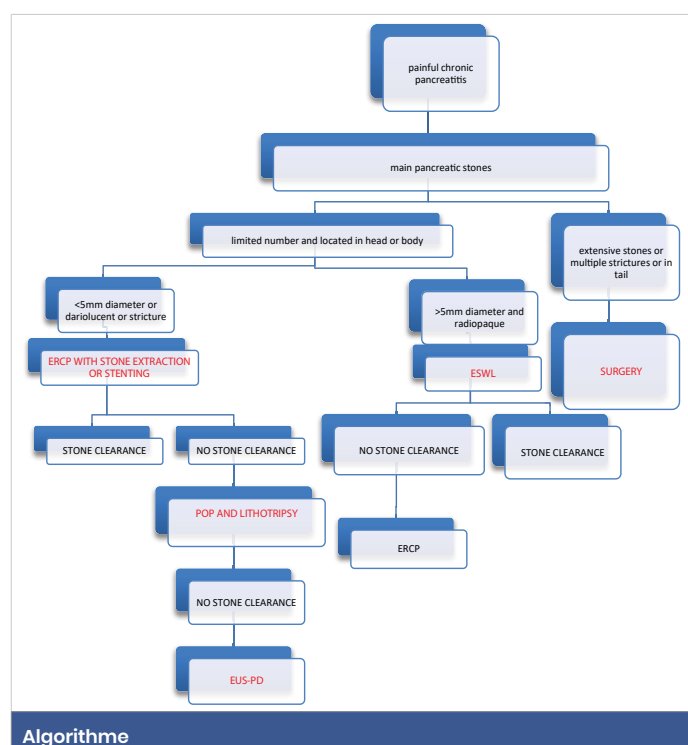 painful chronic
pancreatitis
main pancreatic stones
limited number and located in head or body
extensive stones or
multiple strictures or in
tail
<5mm diameter or
dariolucent or stricture
>5mm diameter and
radiopaque
ERCP WITH STONE EXTRACTION
OR STENTING
ESWL
SURGERY
STONE CLEARANCE
NO STONE CLEARANCE
NO STONE CLEARANCE
STONE CLEARANCE
POP AND LITHOTRIPSY
ERCP
NO STONE CLEARANCE
EUS-PD
Algorithme